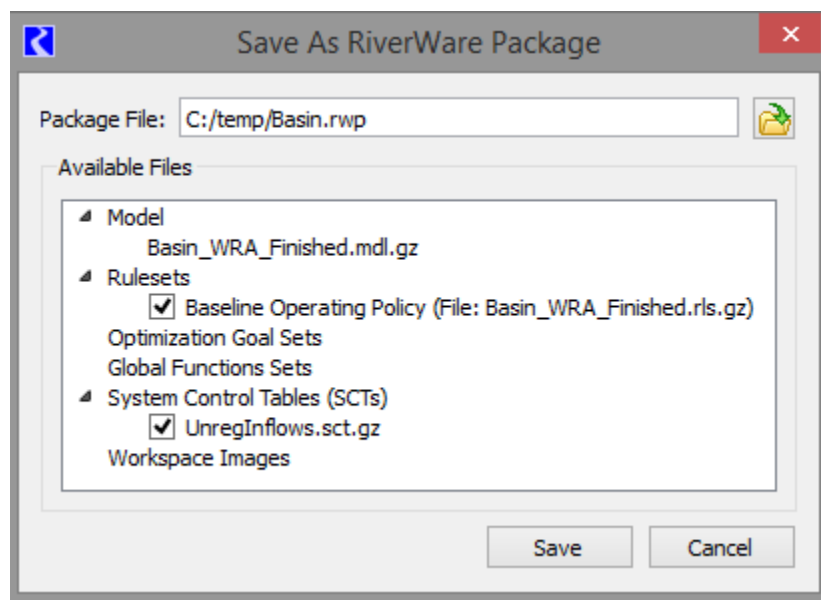 Save As RiverWare Package
Package File: C:/temp/Basin.rwp
Available Files
Model
Basin_WRA_Finished.mdl.gz
Rulesets
Baseline Operating Policy (File: Basin_WRA_Finished.rls.gz)
Optimization Goal Sets
Global Functions Sets
System Control Tables (SCTs)
UnregInflows.sct.gz
Workspace Images
Save Cancel